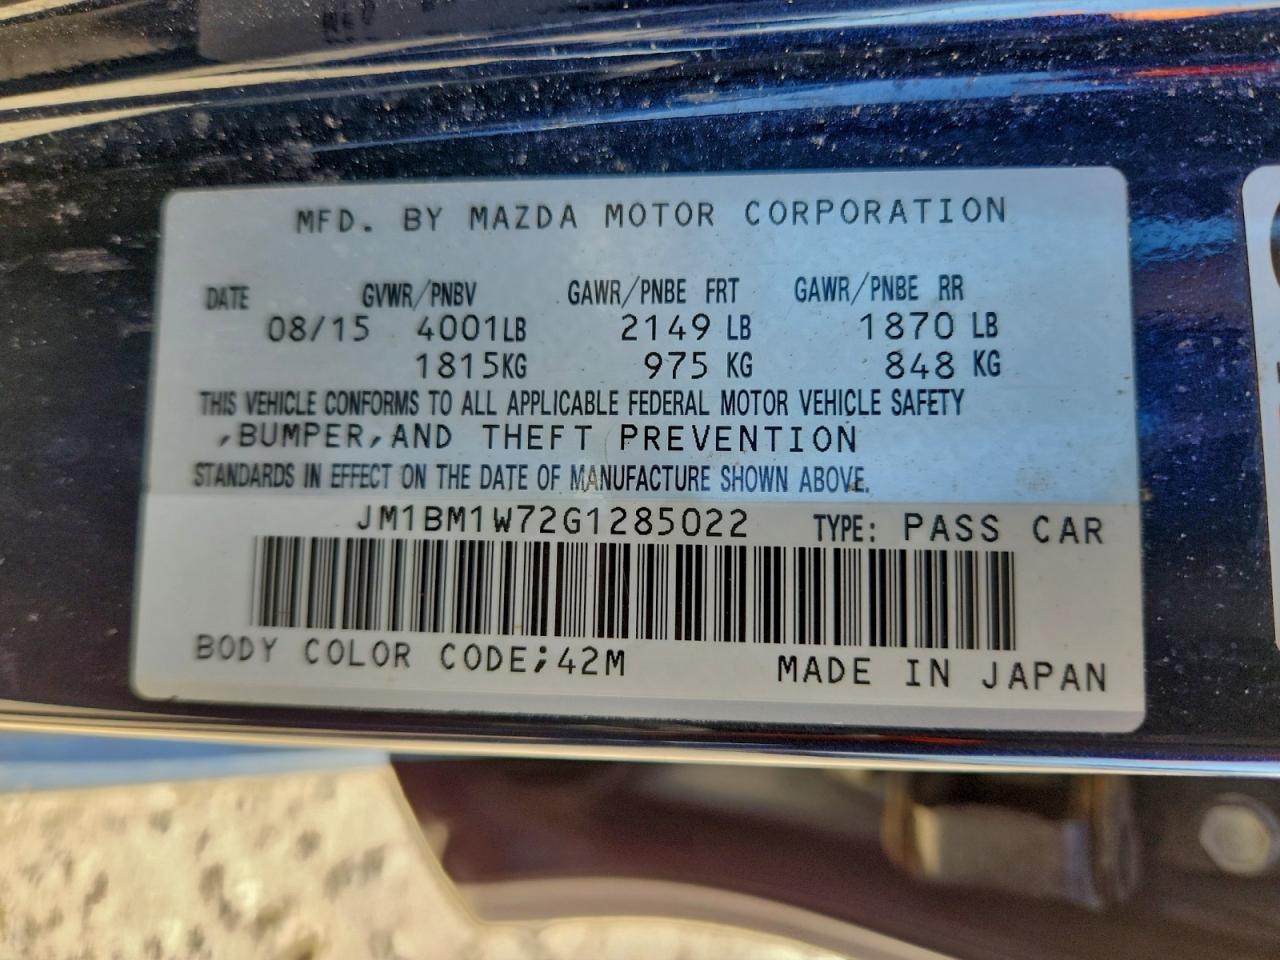 MFD. BY MAZDA MOTOR CORPORATION
DATE GVWR/PNBV GAWR/PNBE FRT GAWR/PNBE RR
08/15 4001LB 2149 LB 1870 LB
1815KG 975 KG 848 KG
THIS VEHICLE CONFORMS TO ALL APPLICABLE FEDERAL MOTOR VEHICLE SAFETY
,BUMPER,AND THEFT PREVENTION
STANDARDS IN EFFECT ON THE DATE OF MANUFACTURE SHOWN ABOVE.
JM1BM1W72G1285022 TYPE: PASS CAR
BODY COLOR CODE;42M MADE IN JAPAN